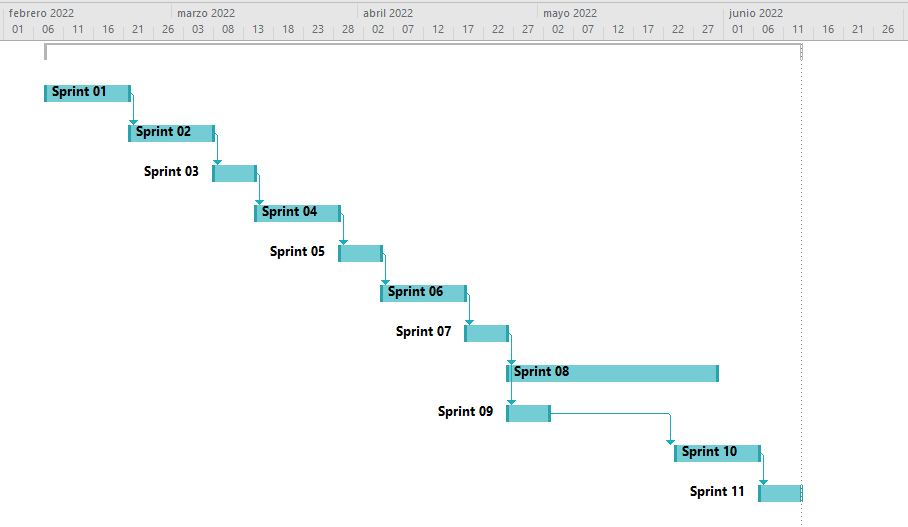 febrero 2022 marzo 2022 abril 2022 mayo 2022 junio 2022
01 06 11 16 21 26 03 08 13 18 23 28 02 07 12 17 22 27 02 07 12 17 22 27 01 06 11 16 21 26
Sprint 01
Sprint 02
Sprint 03
Sprint 04
Sprint 05
Sprint 06
Sprint 07
Sprint 08
Sprint 09
Sprint 10
Sprint 11